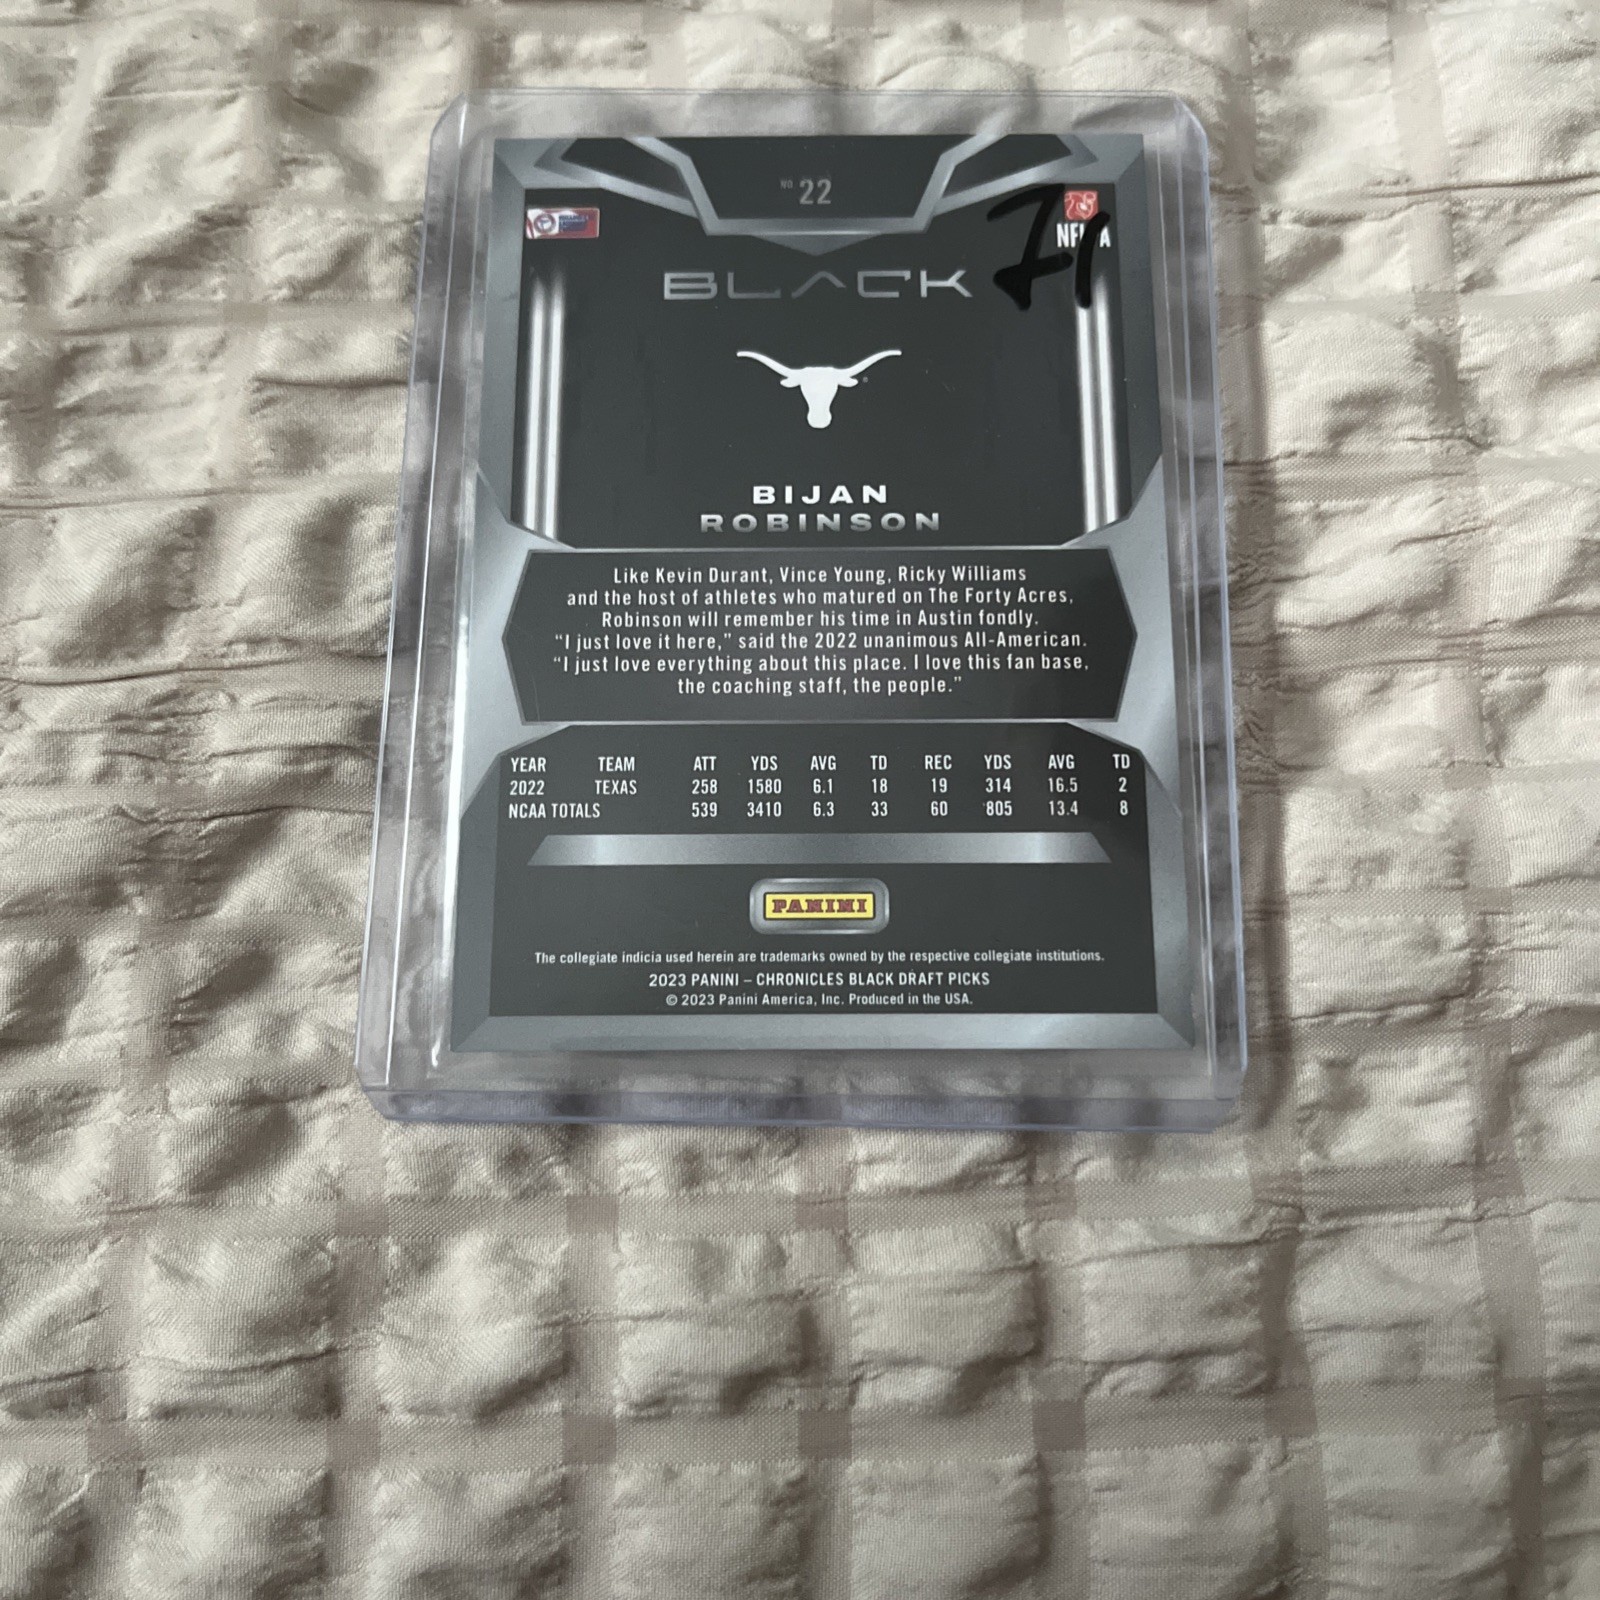 NO. 22
NFLPA
BLACK
BIJAN
ROBINSON
Like Kevin Durant, Vince Young, Ricky Williams
and the host of athletes who matured on The Forty Acres,
Robinson will remember his time in Austin fondly.
“I just love it here,” said the 2022 unanimous All-American.
“I just love everything about this place. I love this fan base,
the coaching staff, the people.”
YEAR TEAM ATT YDS AVG TD REC YDS AVG TD
2022 TEXAS 258 1580 6.1 18 19 314 16.5 2
NCAA TOTALS 539 3410 6.3 33 60 805 13.4 8
PANINI
The collegiate indicia used herein are trademarks owned by the respective collegiate institutions.
2023 PANINI – CHRONICLES BLACK DRAFT PICKS
© 2023 Panini America, Inc. Produced in the USA.